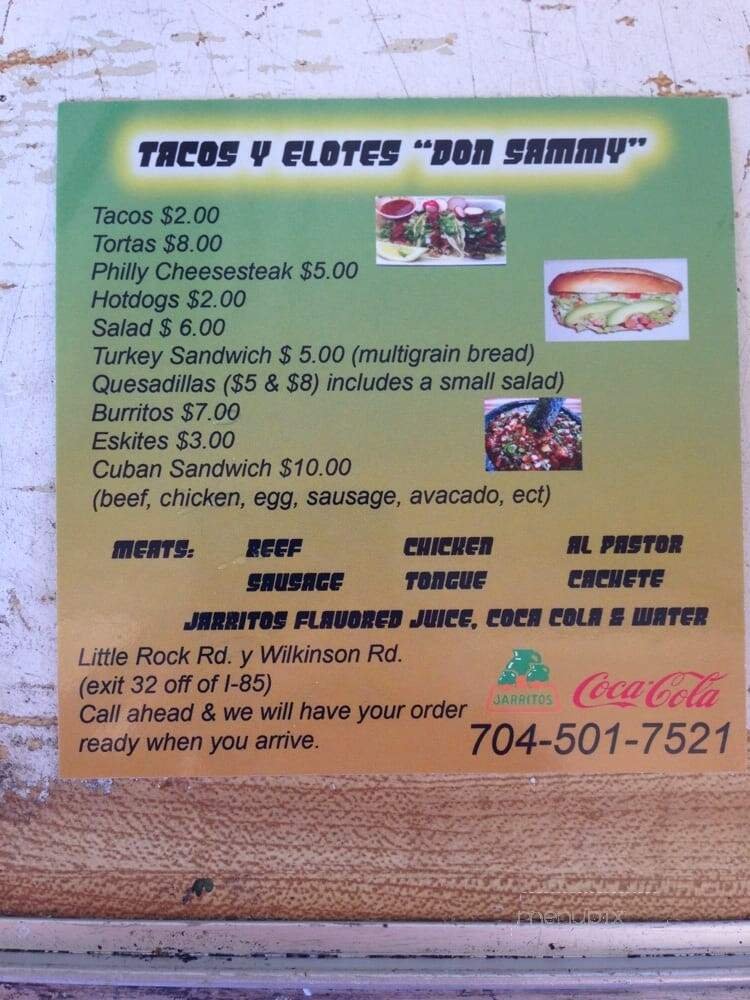 TACOS Y ELOTES "DON SAMMY"
Tacos $2.00
Tortas $8.00
Philly Cheesesteak $5.00
Hotdogs $2.00
Salad $ 6.00
Turkey Sandwich $ 5.00 (multigrain bread)
Quesadillas ($5 & $8) includes a small salad)
Burritos $7.00
Eskites $3.00
Cuban Sandwich $10.00
(beef, chicken, egg, sausage, avacado, ect)
MEATS: BEEF CHICKEN AL PASTOR
SAUSAGE TONGUE CACHETE
JARRITOS FLAVORED JUICE, COCA COLA & WATER
Little Rock Rd. y Wilkinson Rd.
(exit 32 off of I-85)
Call ahead & we will have your order
ready when you arrive.
JARRITOS
Coca-Cola
704-501-7521
menupix